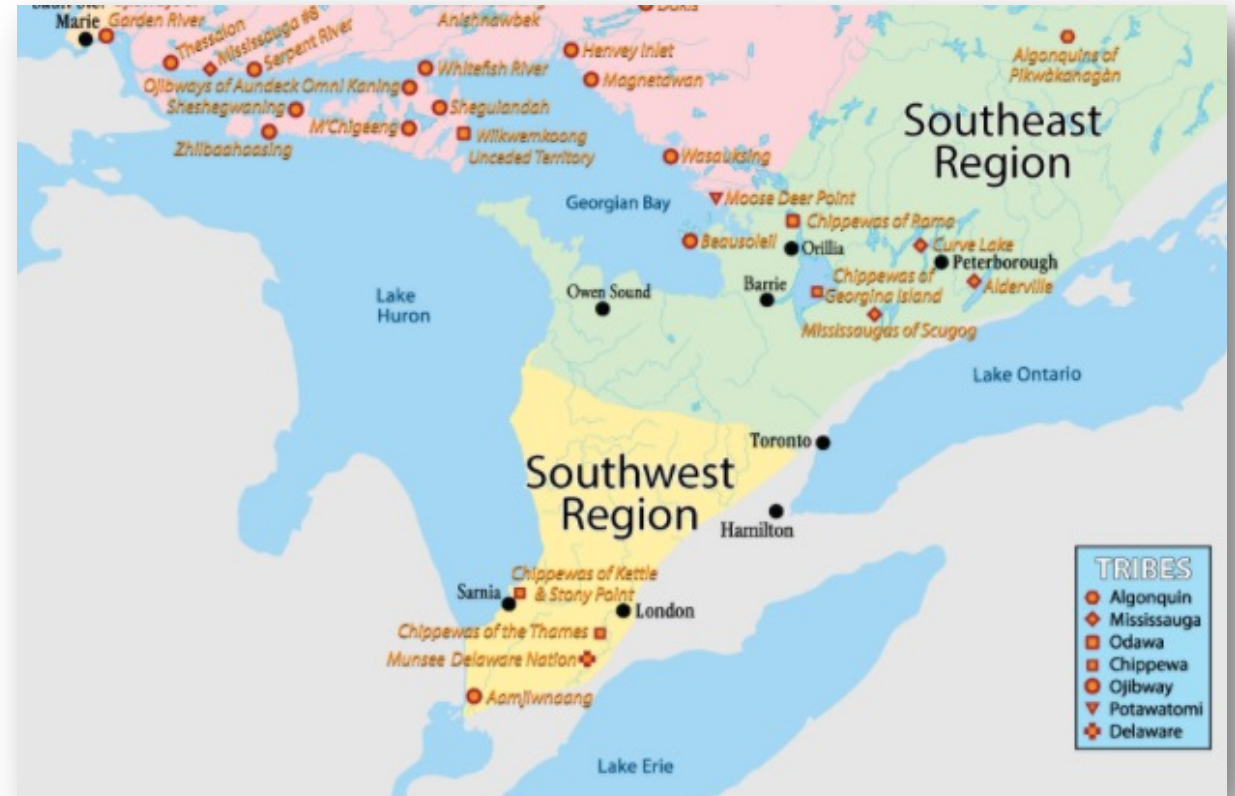 Marie
Garden River
Thessalon
Mississauga #8
Serpent River
Anishnawbek
Dokis
Henvey Inlet
Algonquins of
Pikwàkanagàn
Whitefish River
Magnetawan
Ojibways of Aundeck Omni Kaning
Sheshegwaning
Sheguiandah
M'Chigeeng
Wiikwemkoong
Unceded Territory
Zhiibaahaasing
Southeast
Region
Wasauksing
Georgian Bay
Moose Deer Point
Chippewas of Rama
Beausoleil
Orillia
Curve Lake
Peterborough
Chippewas of
Georgina Island
Alderville
Lake
Huron
Owen Sound
Barrie
Mississaugas of Scugog
Lake Ontario
Toronto
Southwest
Region
Hamilton
Chippewas of Kettle
& Stony Point
Sarnia
London
Chippewas of the Thames
Munsee Delaware Nation
Aamjiwnaang
Lake Erie
TRIBES
Algonquin
Mississauga
Odawa
Chippewa
Ojibway
Potawatomi
Delaware